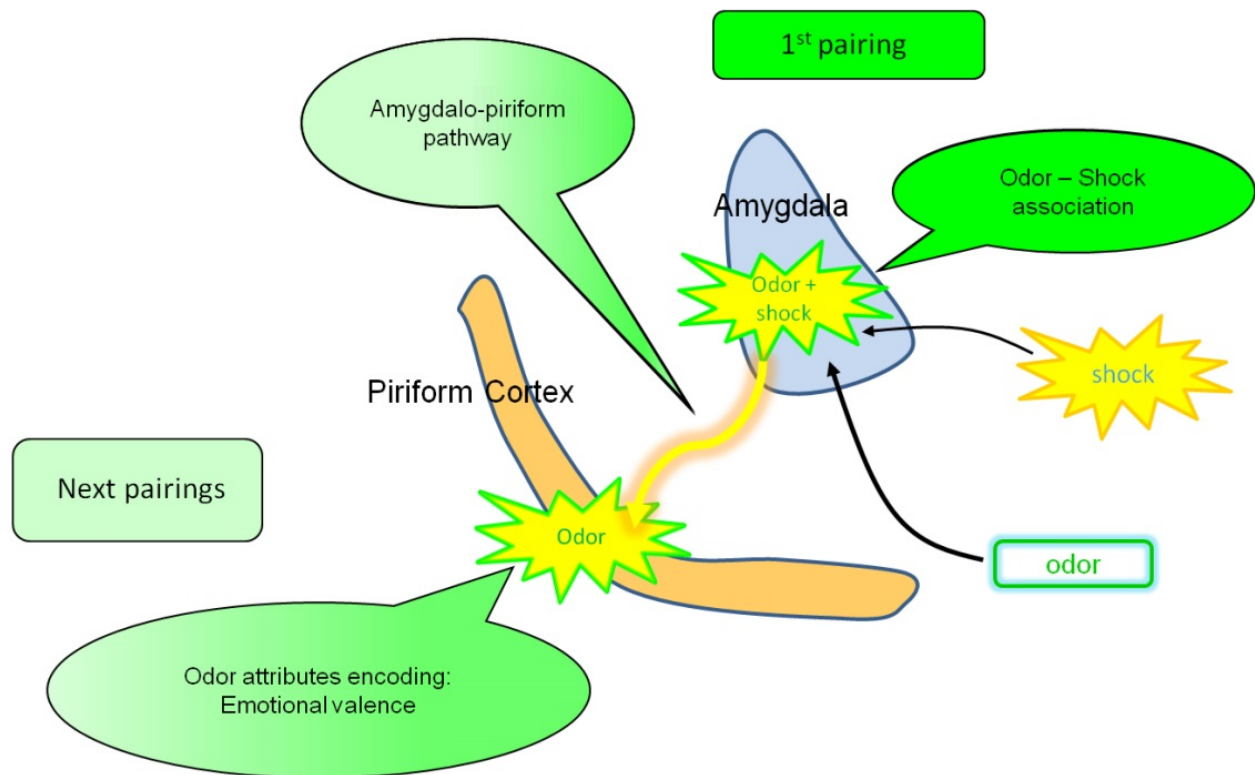 1st pairing
Amygdalo-piriform
pathway
Odor – Shock
association
Amygdala
Odor +
shock
shock
Piriform Cortex
Next pairings
Odor
odor
Odor attributes encoding:
Emotional valence